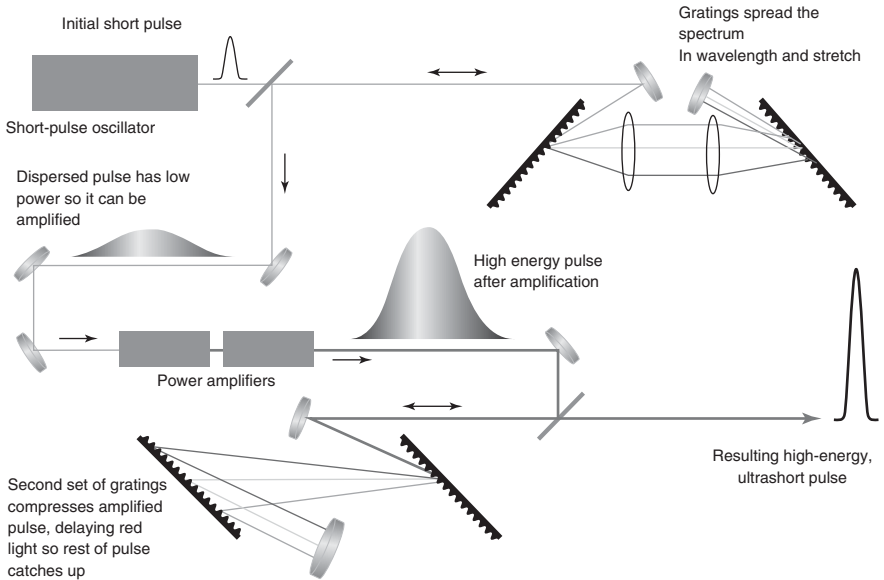 Initial short pulse
Short-pulse oscillator
Gratings spread the
spectrum
In wavelength and stretch
Dispersed pulse has low
power so it can be
amplified
High energy pulse
after amplification
Power amplifiers
Resulting high-energy,
ultrashort pulse
Second set of gratings
compresses amplified
pulse, delaying red
light so rest of pulse
catches up